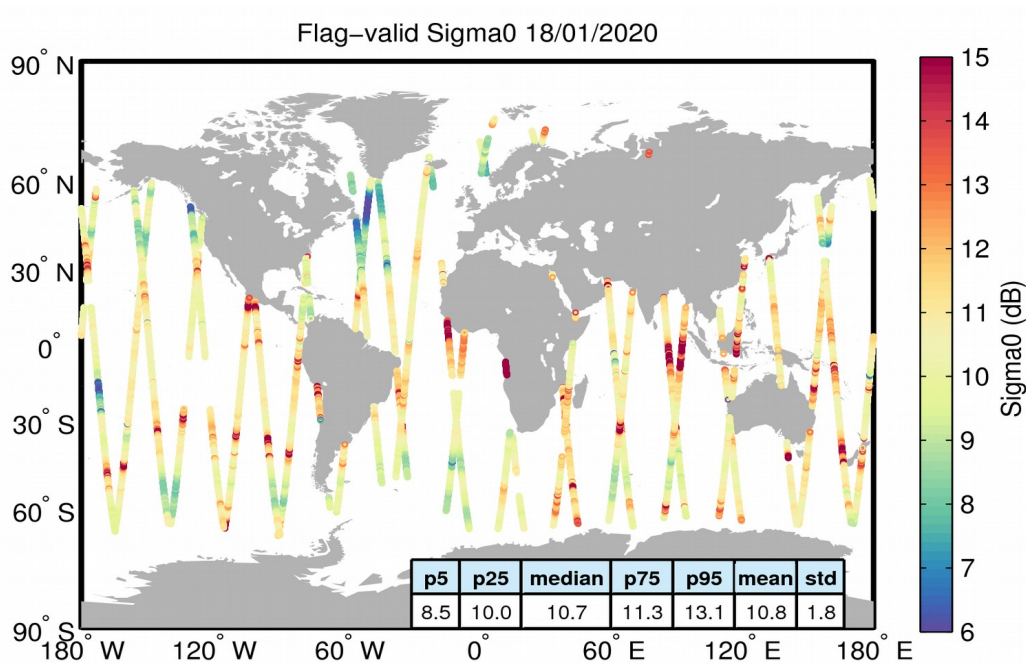 Flag–valid Sigma0 18/01/2020
90° N
60° N
30° N
0°
30° S
60° S
90° S
180° W
120° W
60° W
0°
60° E
120° E
180° E
15
14
13
12
11
10
9
8
7
6
Sigma0 (dB)
p5 p25 median p75 p95 mean std
8.5 10.0 10.7 11.3 13.1 10.8 1.8